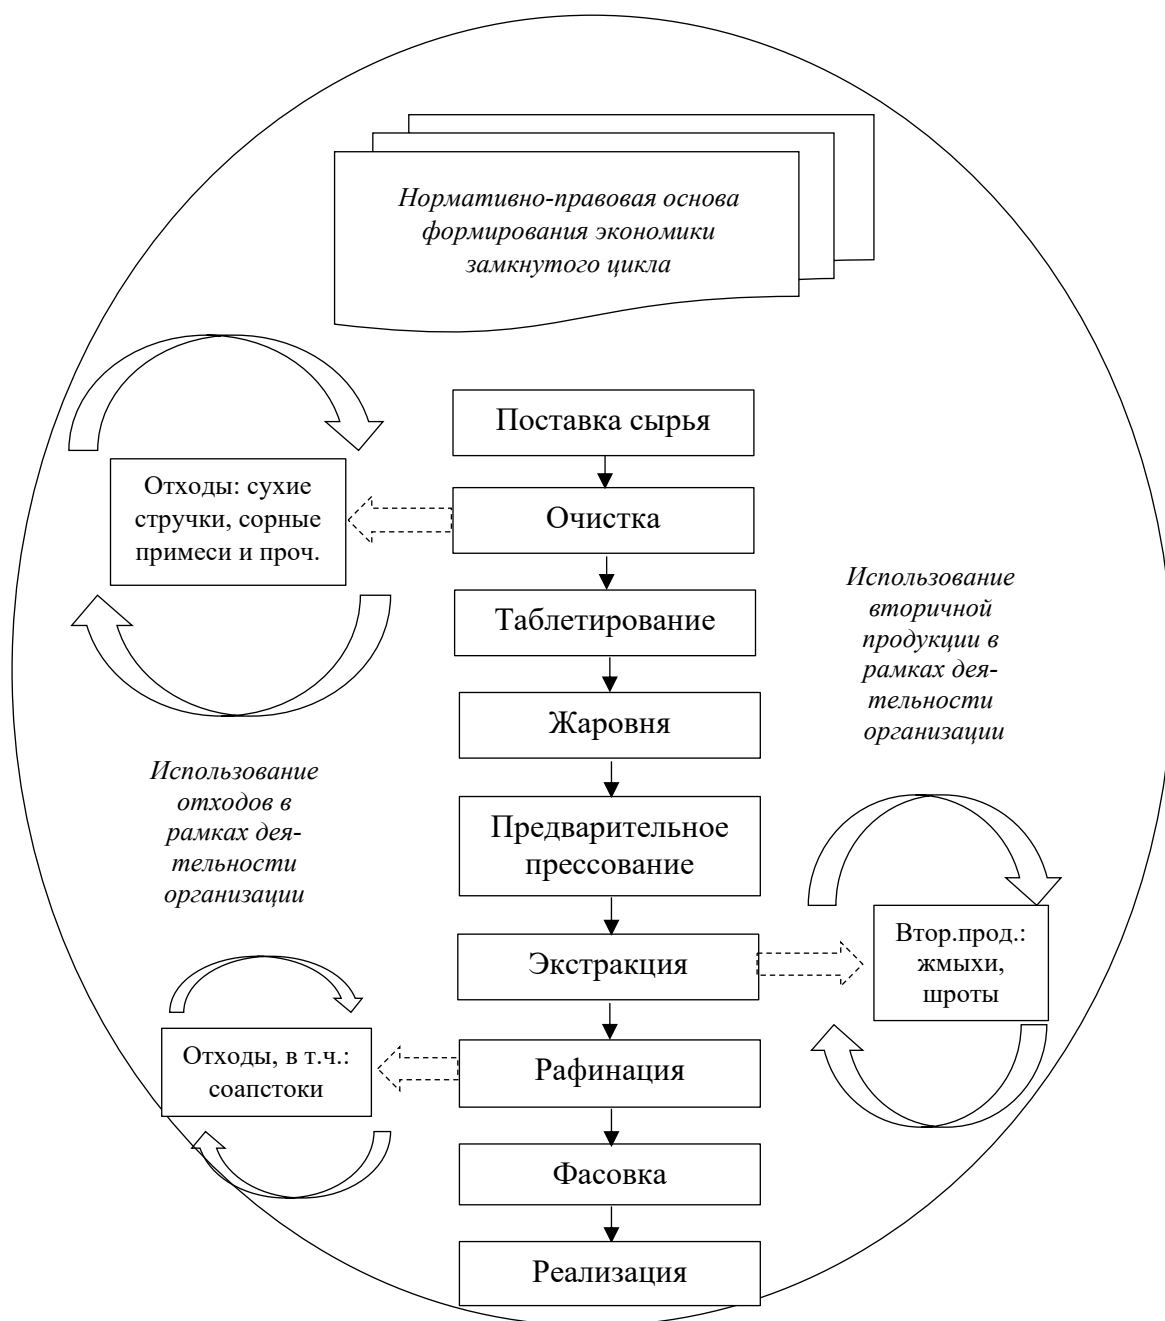 Нормативно-правовая основа
формирования экономики
замкнутого цикла
Поставка сырья
Отходы: сухие
стручки, сорные
примеси и проч.
Очистка
Таблетирование
Использование
вторичной
продукции в
рамках дея-
тельности
организации
Жаровня
Использование
отходов в
рамках дея-
тельности
организации
Предварительное
прессование
Экстракция
Втор.прод.:
жмыхи,
шроты
Отходы, в т.ч.:
соапстоки
Рафинация
Фасовка
Реализация